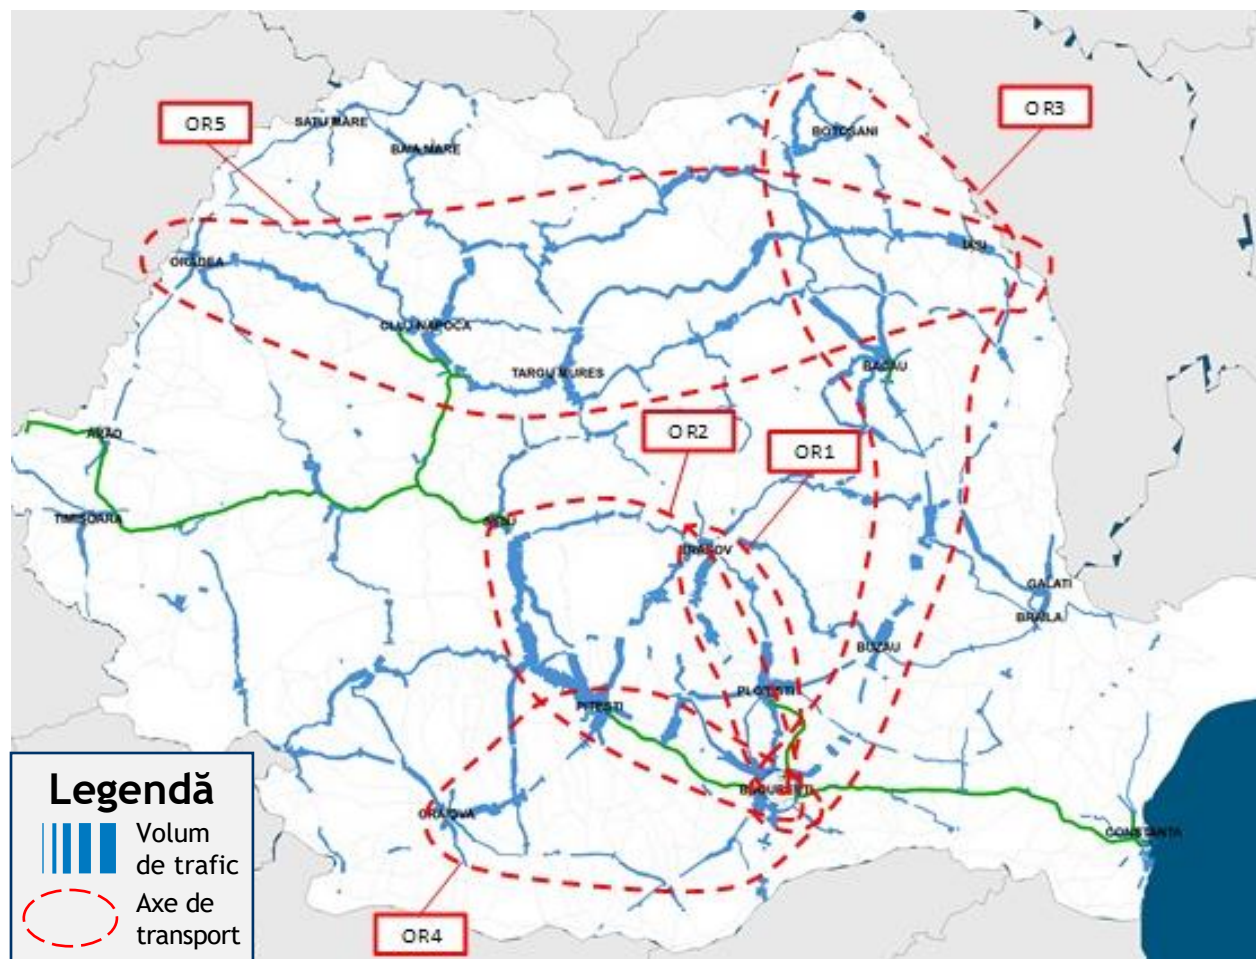 OR5
OR3
SATU MARE
BAIA MARE
BOTOSANI
IASI
ORADEA
CLUJ-NAPOCA
TARGU MURES
BACAU
OR2
OR1
ARAD
TIMISOARA
SIBIU
BRASOV
GALATI
BRAILA
BUZAU
PLOIESTI
PITESTI
BUCURESTI
CRAIOVA
CONSTANTA
OR4
Legendă
Volum
de trafic
Axe de
transport